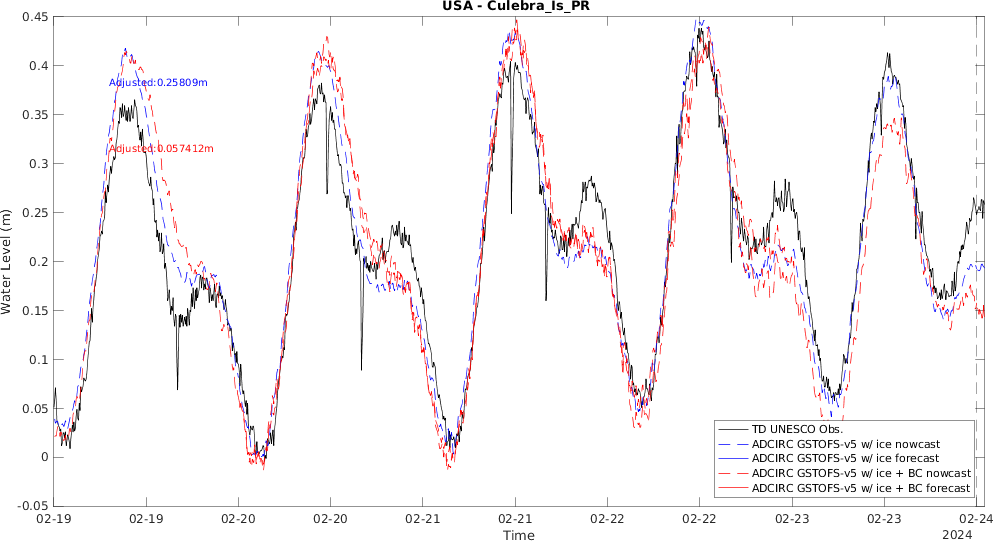 USA - Culebra_Is_PR
0.45
0.4
0.35
0.3
0.25
0.2
0.15
0.1
0.05
0
-0.05
Water Level (m)
Adjusted:0.25809m
Adjusted:0.057412m
TD UNESCO Obs.
ADCIRC GSTOFS-v5 w/ ice nowcast
ADCIRC GSTOFS-v5 w/ ice forecast
ADCIRC GSTOFS-v5 w/ ice + BC nowcast
ADCIRC GSTOFS-v5 w/ ice + BC forecast
02-19 02-19 02-20 02-20 02-21 02-21 02-22 02-22 02-23 02-23 02-24
Time
2024